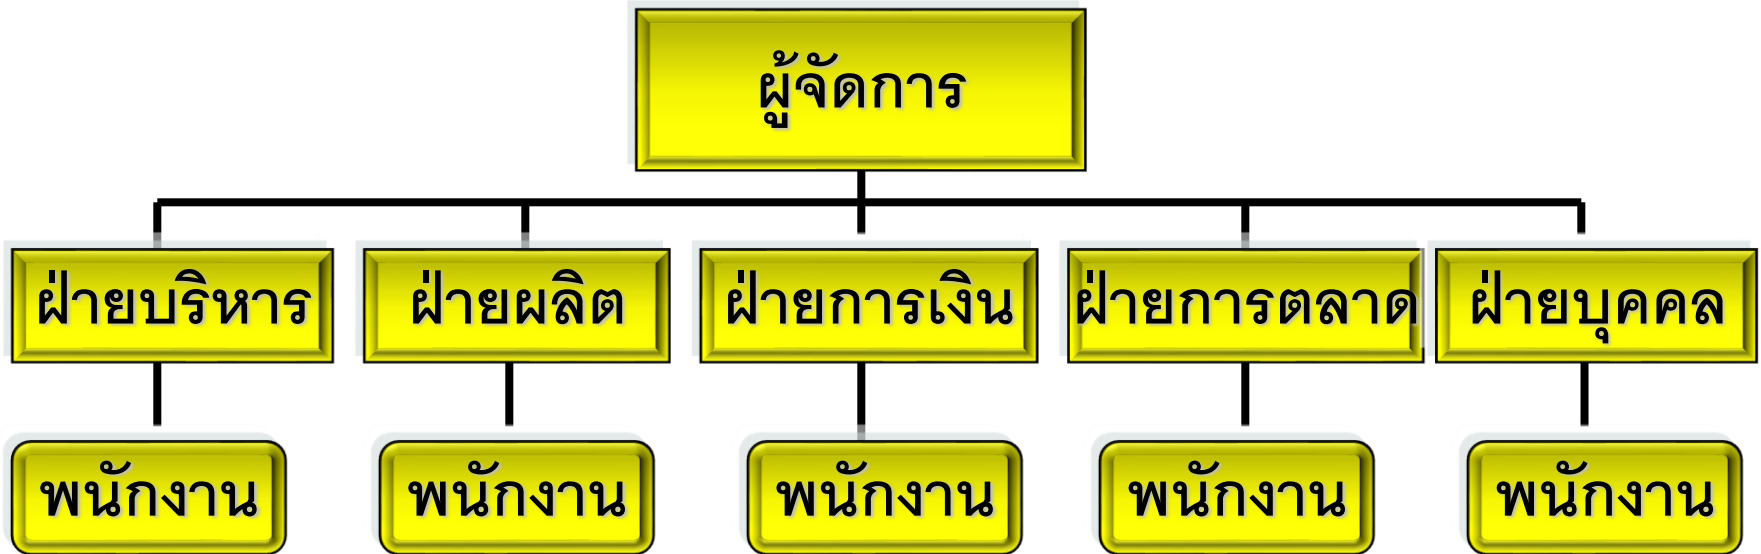 ผู้จัดการ
ฝ่ายบริหาร
ฝ่ายผลิต
ฝ่ายการเงิน
ฝ่ายการตลาด
ฝ่ายบุคคล
พนักงาน
พนักงาน
พนักงาน
พนักงาน
พนักงาน